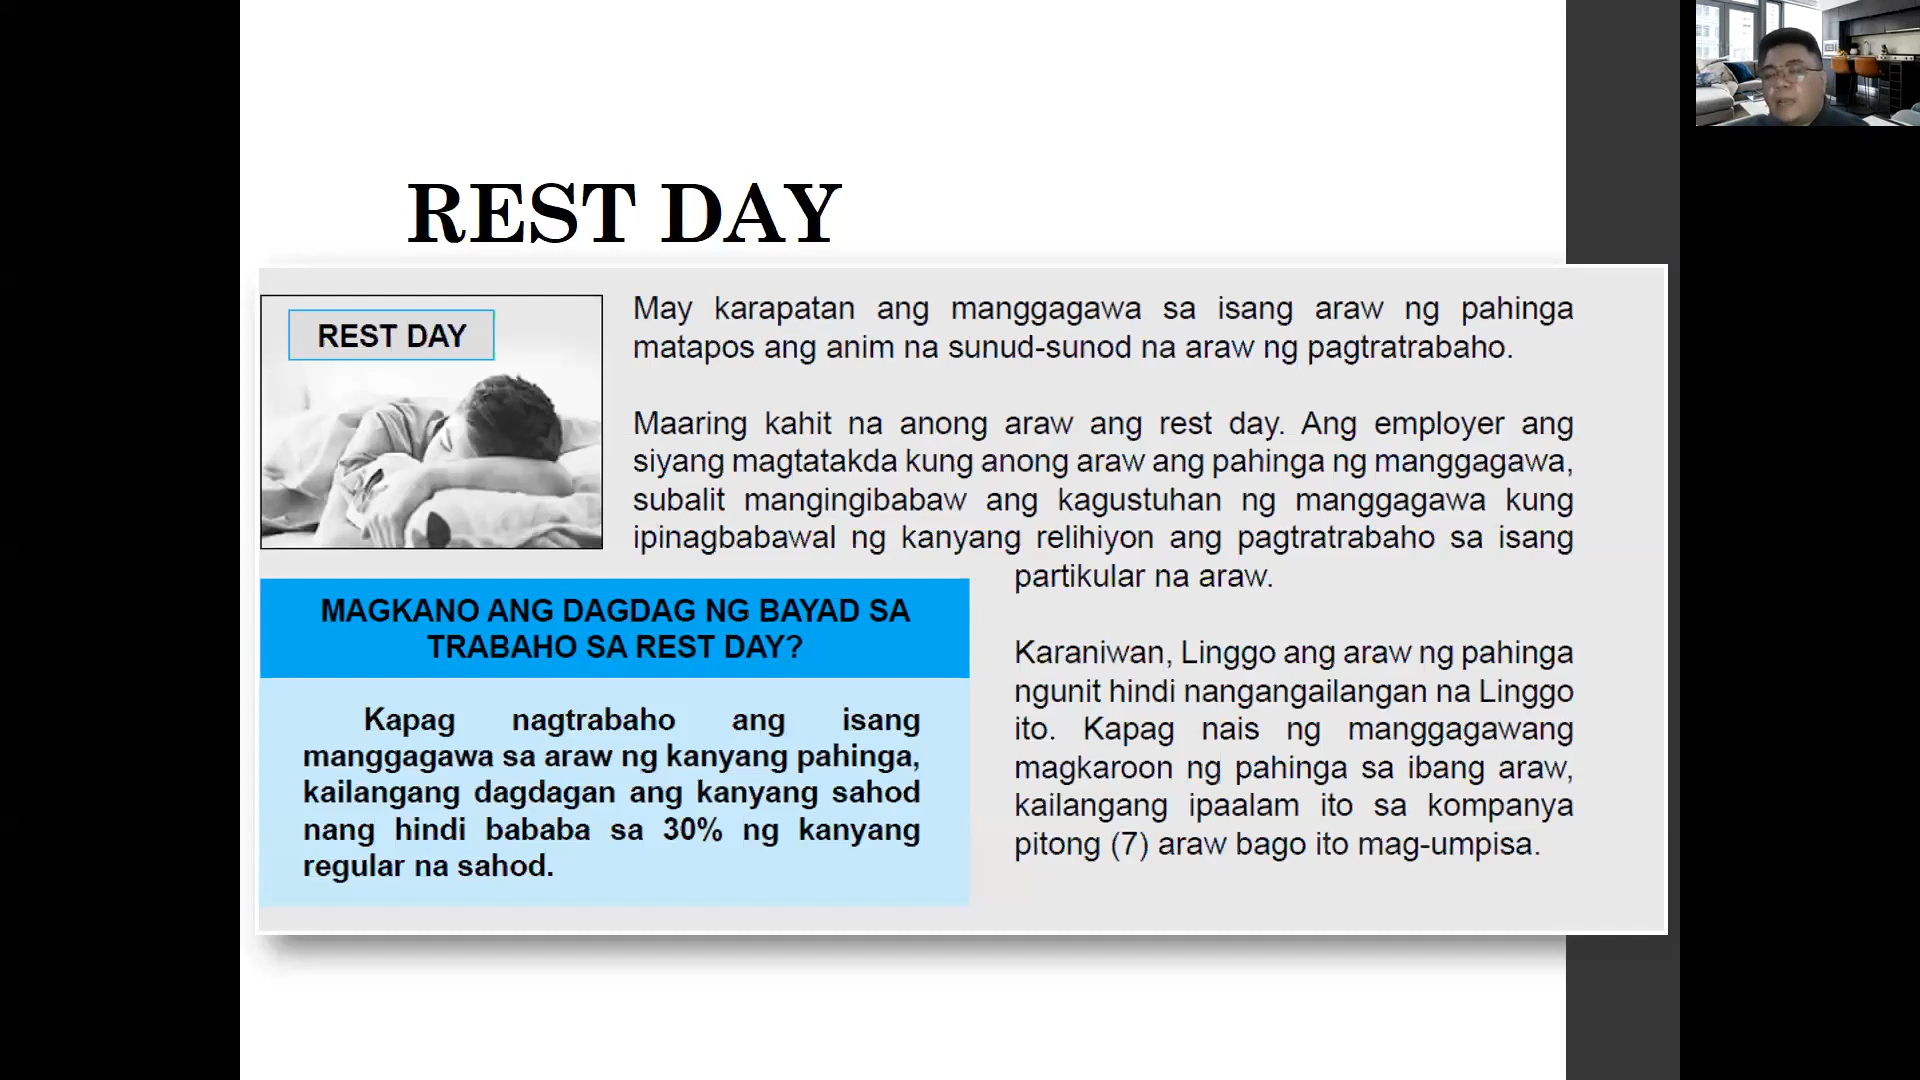 REST DAY
REST DAY
May karapatan ang manggagawa sa isang araw ng pahinga
matapos ang anim na sunud-sunod na araw ng pagtratrabaho.
Maaring kahit na anong araw ang rest day. Ang employer ang
siyang magtatakda kung anong araw ang pahinga ng manggagawa,
subalit mangingibabaw ang kagustuhan ng manggagawa kung
ipinagbabawal ng kanyang relihiyon ang pagtratrabaho sa isang
partikular na araw.
Karaniwan, Linggo ang araw ng pahinga
ngunit hindi nangangailangan na Linggo
ito. Kapag nais ng manggagawang
magkaroon ng pahinga sa ibang araw,
kailangang ipaalam ito sa kompanya
pitong (7) araw bago ito mag-umpisa.
MAGKANO ANG DAGDAG NG BAYAD SA
TRABAHO SA REST DAY?
Kapag nagtrabaho ang isang
manggagawa sa araw ng kanyang pahinga,
kailangang dagdagan ang kanyang sahod
nang hindi bababa sa 30% ng kanyang
regular na sahod.